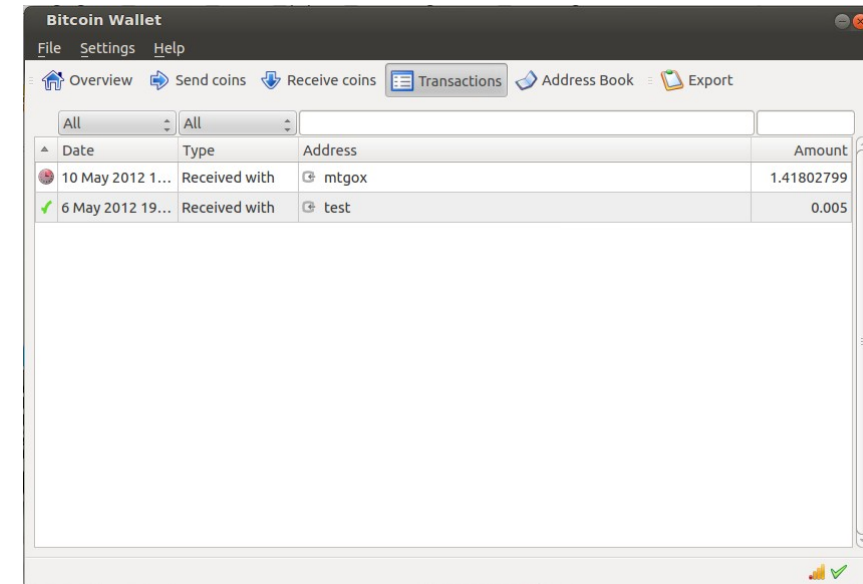 Bitcoin Wallet
File Settings Help
Overview Send coins Receive coins Transactions Address Book Export
All All
Date Type Address Amount
10 May 2012 1... Received with mtgox 1.41802799
6 May 2012 19... Received with test 0.005